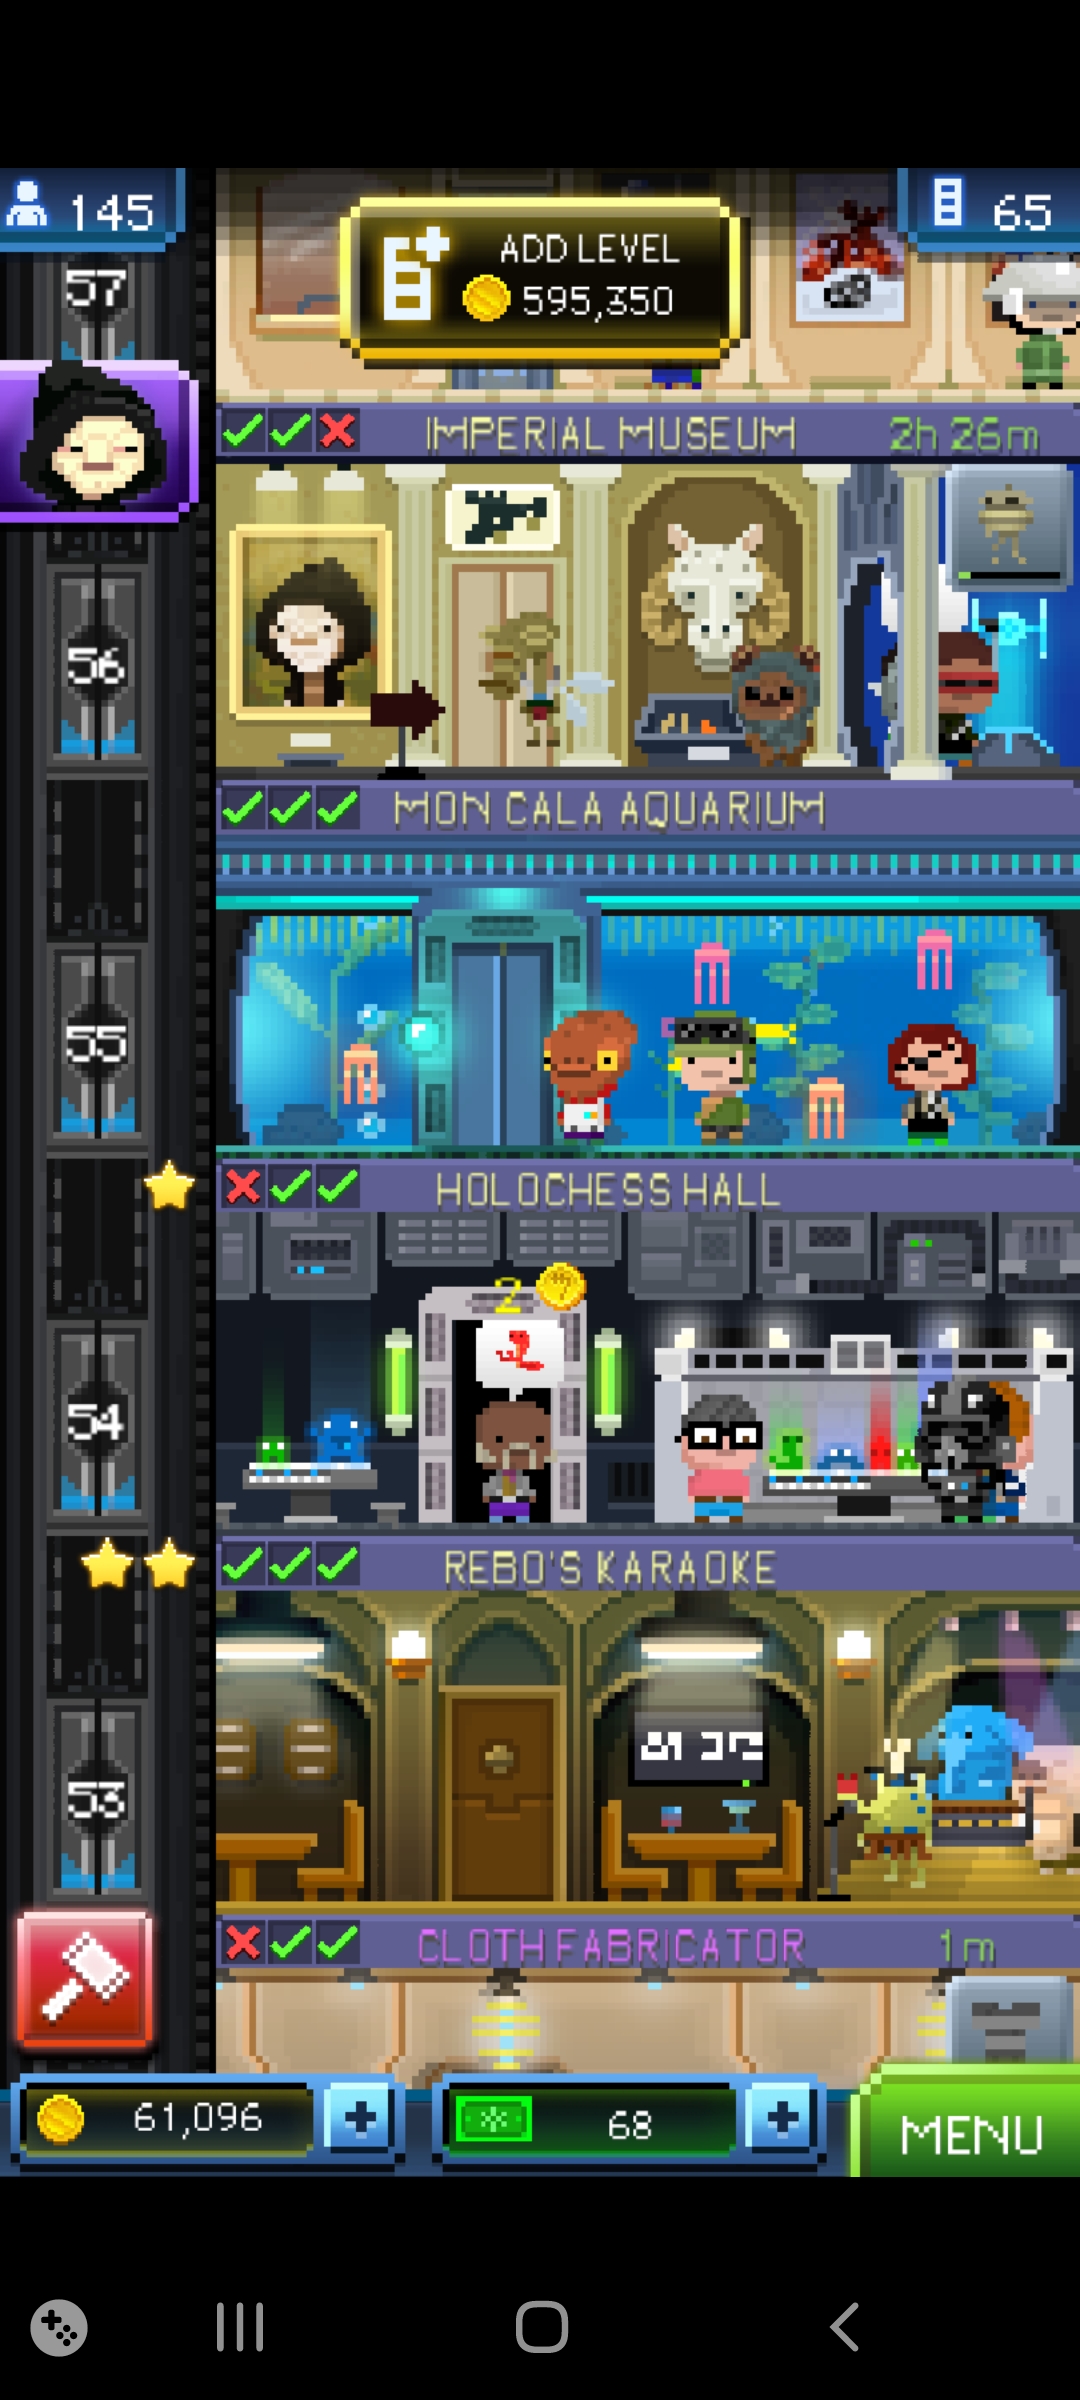 145
ADD LEVEL
595,350
65
57
IMPERIAL MUSEUM 2h 26m
56
MON CALA AQUARIUM
55
HOLOCHESS HALL
2
54
REBO'S KARAOKE
53
CLOTH FABRICATOR 1m
61,096
68
MENU